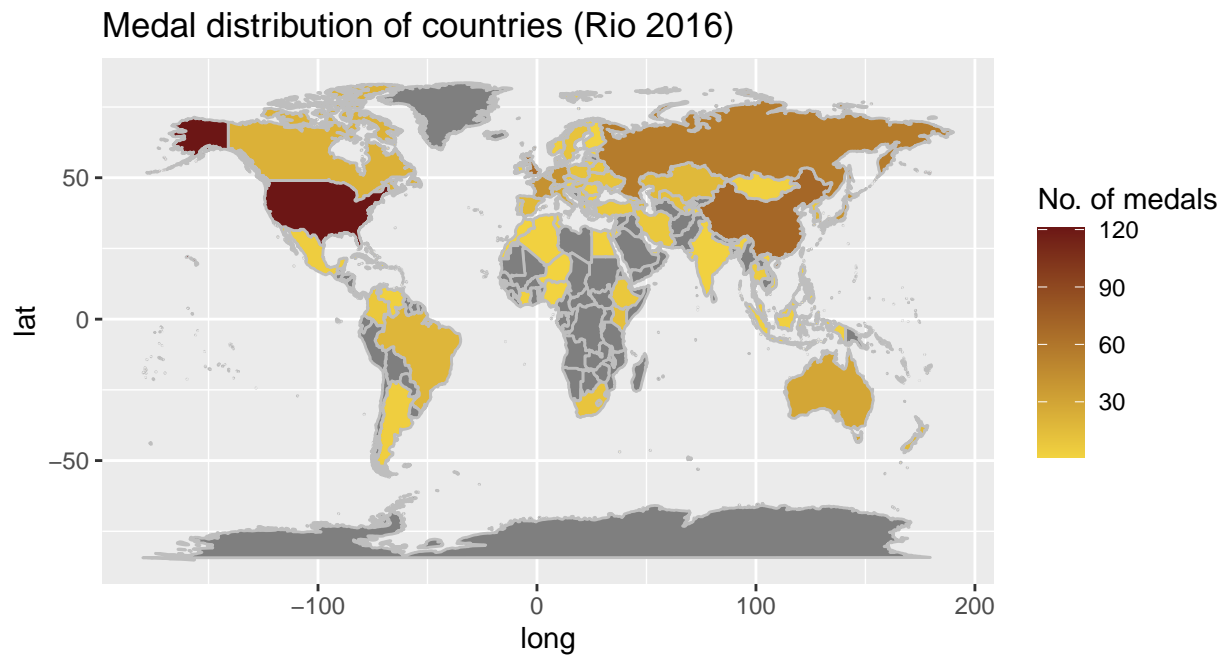 Medal distribution of countries (Rio 2016)
50
0
−50
lat
−100
0
100
200
long
No. of medals
120
90
60
30